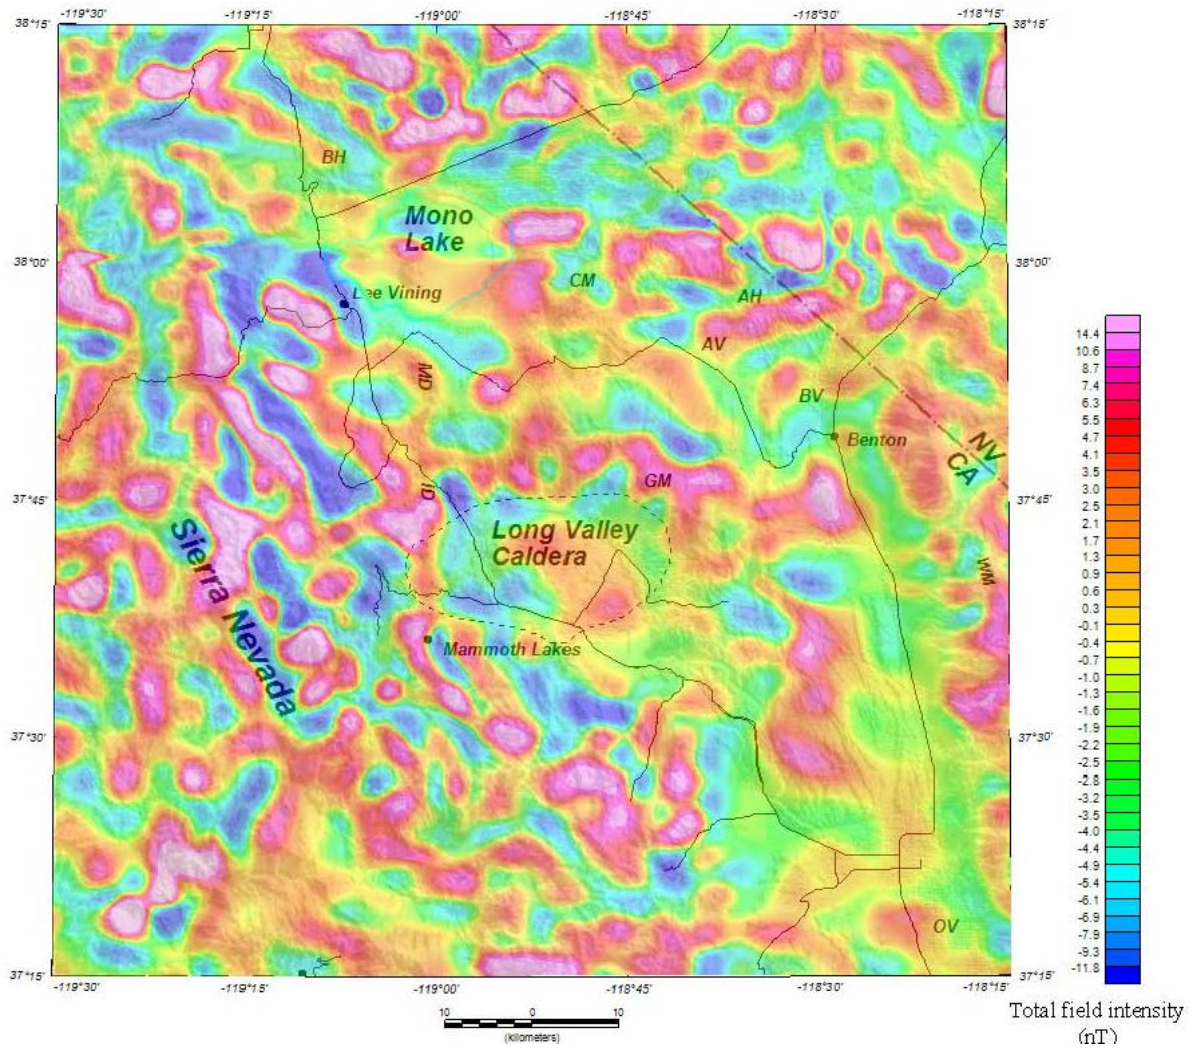 -119°30' -119°15' -119°00' -118°45' -118°30' -118°15'
38°15' 38°15'
BH
Mono
Lake
38°00' 38°00'
CM
Lee Vining
AH
AV
MD
BV
Benton
NV
CA
GM
ID
37°45' 37°45'
Long Valley
Caldera
Sierra Nevada
WM
Mammoth Lakes
37°30' 37°30'
OV
37°15' 37°15'
-119°30' -119°15' -119°00' -118°45' -118°30' -118°15'
10 0 10
(kilometers)
14.4
10.6
8.7
7.4
6.3
5.5
4.7
4.1
3.5
3.0
2.5
2.1
1.7
1.3
0.9
0.6
0.3
-0.1
-0.4
-0.7
-1.0
-1.3
-1.6
-1.9
-2.2
-2.5
-2.8
-3.2
-3.5
-4.0
-4.4
-4.9
-5.4
-6.1
-6.9
-7.9
-9.3
-11.8
Total field intensity
(nT)